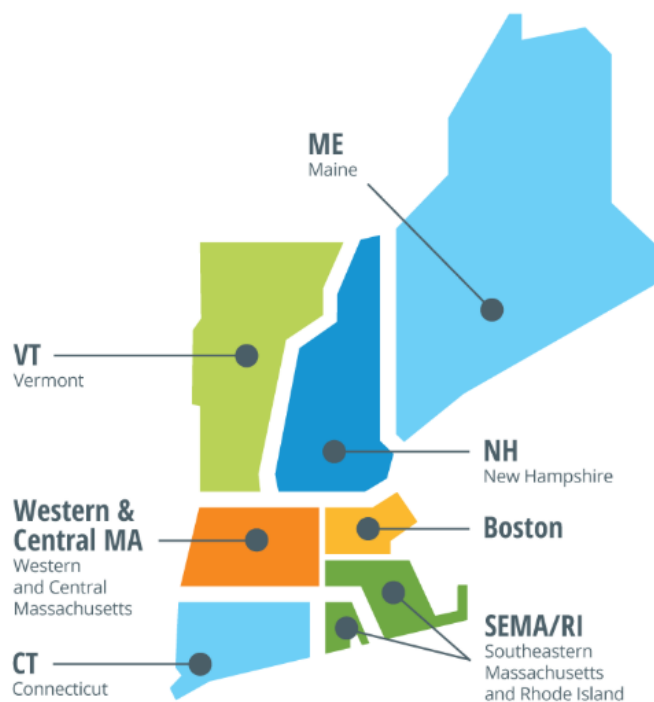 ME
Maine
VT
Vermont
NH
New Hampshire
Western &
Central MA
Western
and Central
Massachusetts
Boston
SEMA/RI
Southeastern
Massachusetts
and Rhode Island
CT
Connecticut